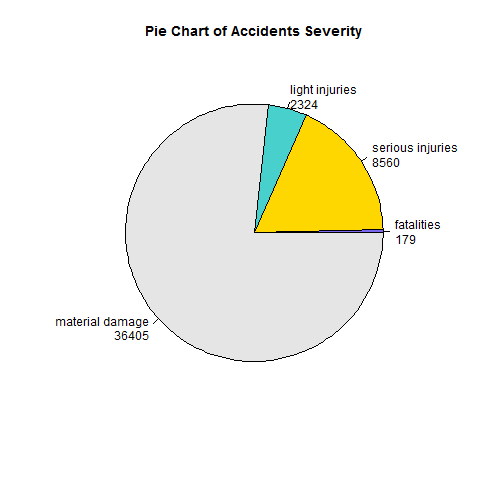 Pie Chart of Accidents Severity
light injuries
2324
serious injuries
8560
fatalities
179
material damage
36405